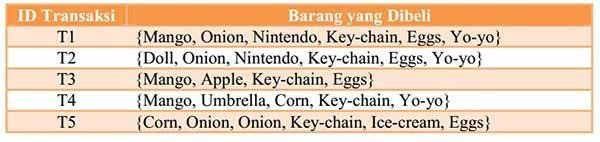 ID Transaksi Barang yang Dibeli
T1 {Mango, Onion, Nintendo, Key-chain, Eggs, Yo-yo}
T2 {Doll, Onion, Nintendo, Key-chain, Eggs, Yo-yo}
T3 {Mango, Apple, Key-chain, Eggs}
T4 {Mango, Umbrella, Corn, Key-chain, Yo-yo}
T5 {Corn, Onion, Onion, Key-chain, Ice-cream, Eggs}